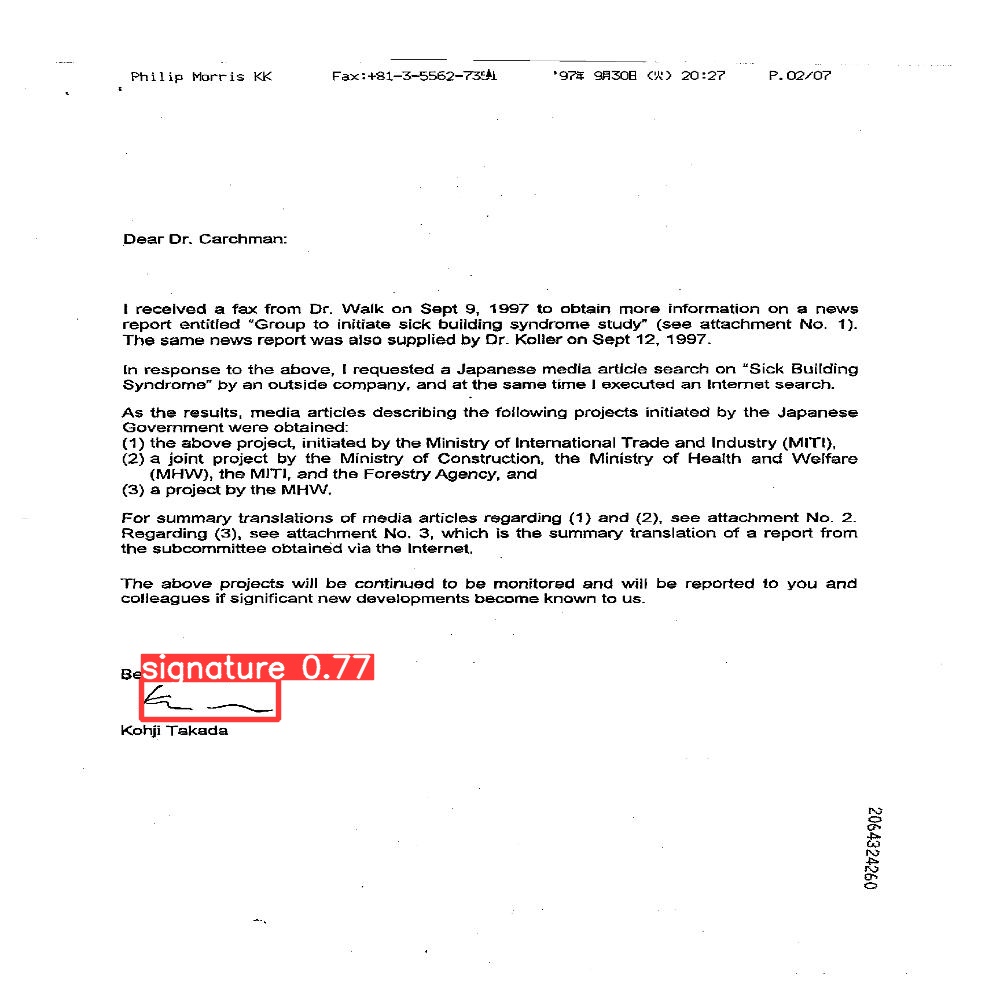 Philip Morris KK Fax:+81-3-5562-73 '97年 9月30日 (火) 20:27 P.02/07
Dear Dr. Carchman:
I received a fax from Dr. Walk on Sept 9, 1997 to obtain more information on a news
report entitled "Group to initiate sick building syndrome study" (see attachment No. 1).
The same news report was also supplied by Dr. Koller on Sept 12, 1997.
In response to the above, I requested a Japanese media article search on "Sick Building
Syndrome" by an outside company, and at the same time I executed an Internet search.
As the results, media articles describing the following projects initiated by the Japanese
Government were obtained:
(1) the above project, initiated by the Ministry of International Trade and Industry (MITI),
(2) a joint project by the Ministry of Construction, the Ministry of Health and Welfare
(MHW), the MITI, and the Forestry Agency, and
(3) a project by the MHW.
For summary translations of media articles regarding (1) and (2), see attachment No. 2.
Regarding (3), see attachment No. 3, which is the summary translation of a report from
the subcommittee obtained via the Internet.
The above projects will be continued to be monitored and will be reported to you and
colleagues if significant new developments become known to us.
Be
signature 0.77
Kohji Takada
2064324260